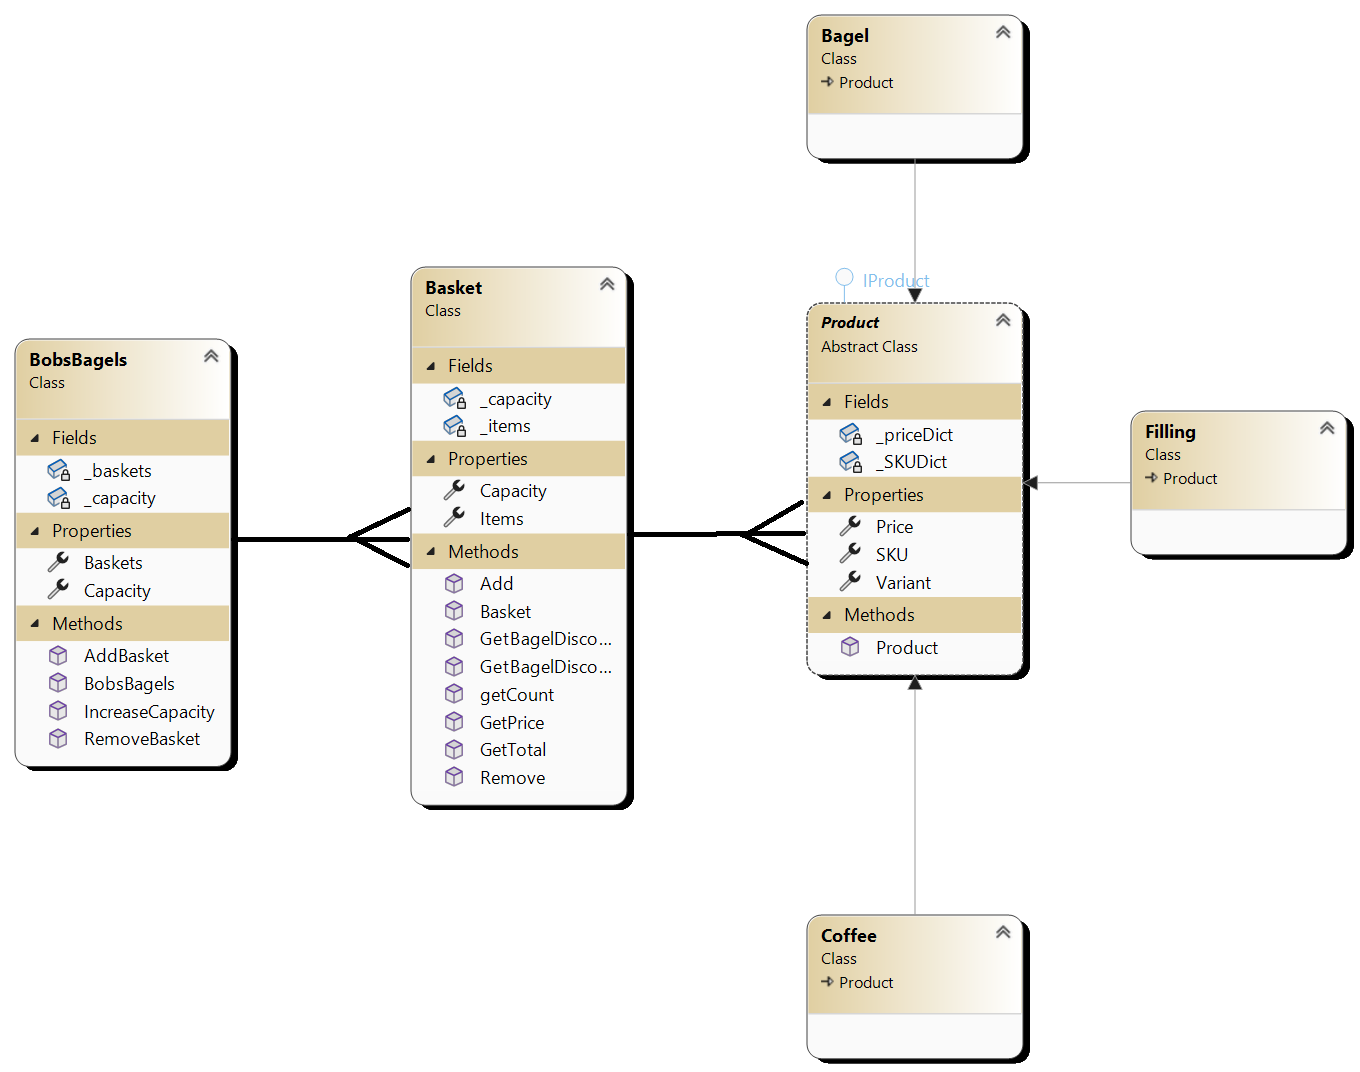 Bagel
Class
Product
IProduct
Product
Abstract Class
Fields
_priceDict
_SKUDict
Properties
Price
SKU
Variant
Methods
Product
Basket
Class
Fields
_capacity
_items
Properties
Capacity
Items
Methods
Add
Basket
GetBagelDisco...
GetBagelDisco...
getCount
GetPrice
GetTotal
Remove
BobsBagels
Class
Fields
_baskets
_capacity
Properties
Baskets
Capacity
Methods
AddBasket
BobsBagels
IncreaseCapacity
RemoveBasket
Filling
Class
Product
Coffee
Class
Product